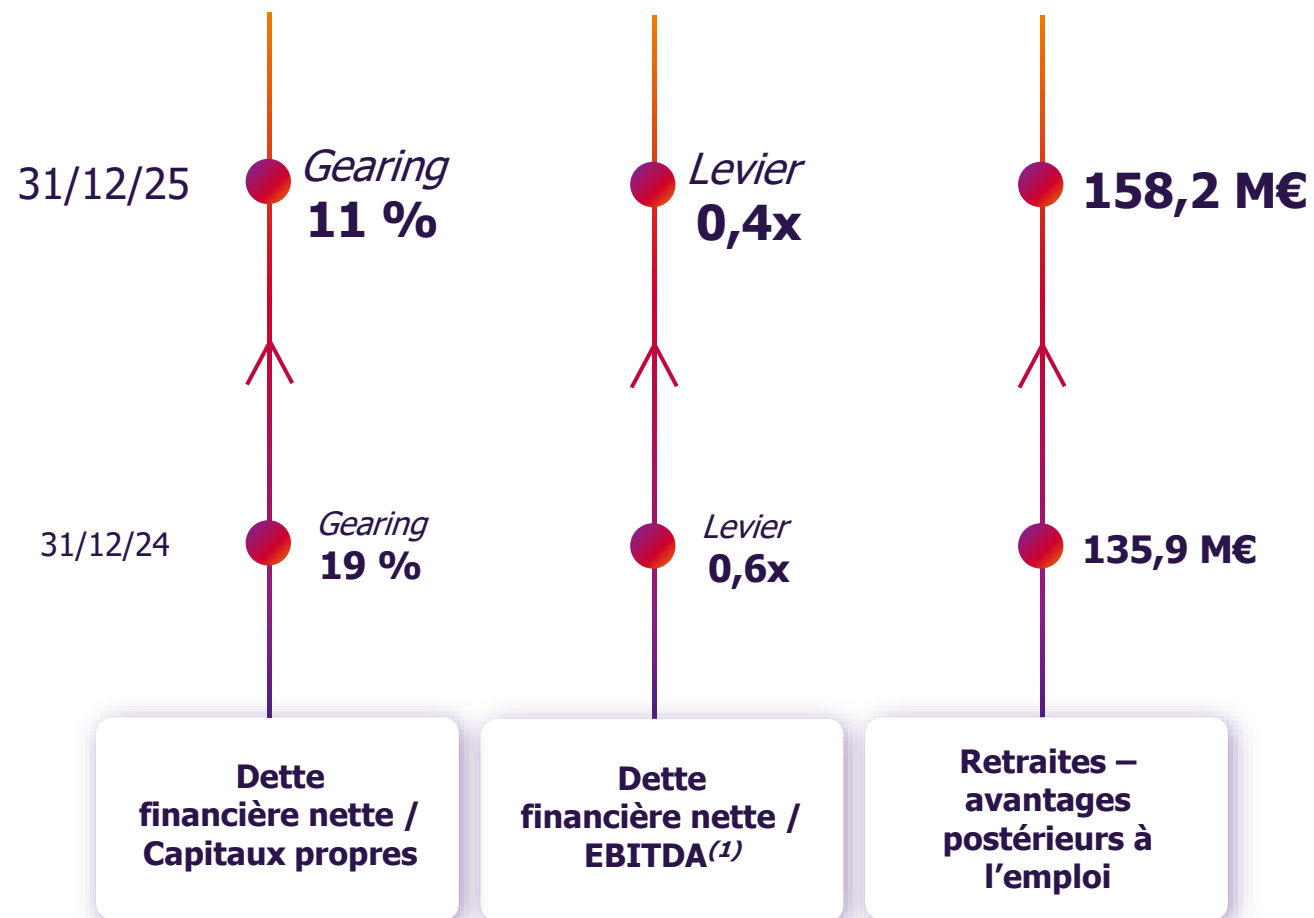 31/12/25
Gearing
11 %
Levier
0,4x
158,2 M€
31/12/24
Gearing
19 %
Levier
0,6x
135,9 M€
Dette
financière nette /
Capitaux propres
Dette
financière nette /
EBITDA(1)
Retraites –
avantages
postérieurs à
l’emploi